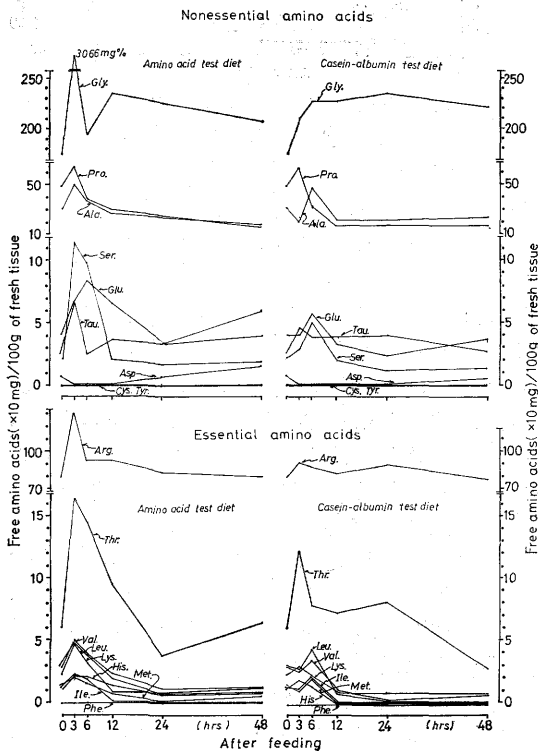 Nonessential amino acids
3066 mg%
Amino acid test diet
Casein-albumin test diet
250
200
Gly.
Gly.
250
200
50
10
Pro.
Ala.
Pro.
Ala.
50
10
10
5
0
Ser.
Glu.
Tau.
Asp.
Cys. Tyr.
Glu.
Tau.
Ser.
Asp.
Cys. Tyr.
10
5
0
Free amino acids (×10 mg)/100g of fresh tissue
Free amino acids (×10 mg)/100g of fresh tissue
Essential amino acids
100
70
Arg.
Arg.
100
70
Amino acid test diet
Casein-albumin test diet
15
10
5
0
Thr.
Val.
Leu.
Lys.
His.
Met.
Ile.
Phe.
Thr.
Leu.
Val.
Lys.
Ile.
Met.
His.
Phe.
15
10
5
0
0 3 6 12 24 (hrs) 48
0 3 6 12 24 (hrs) 48
After feeding